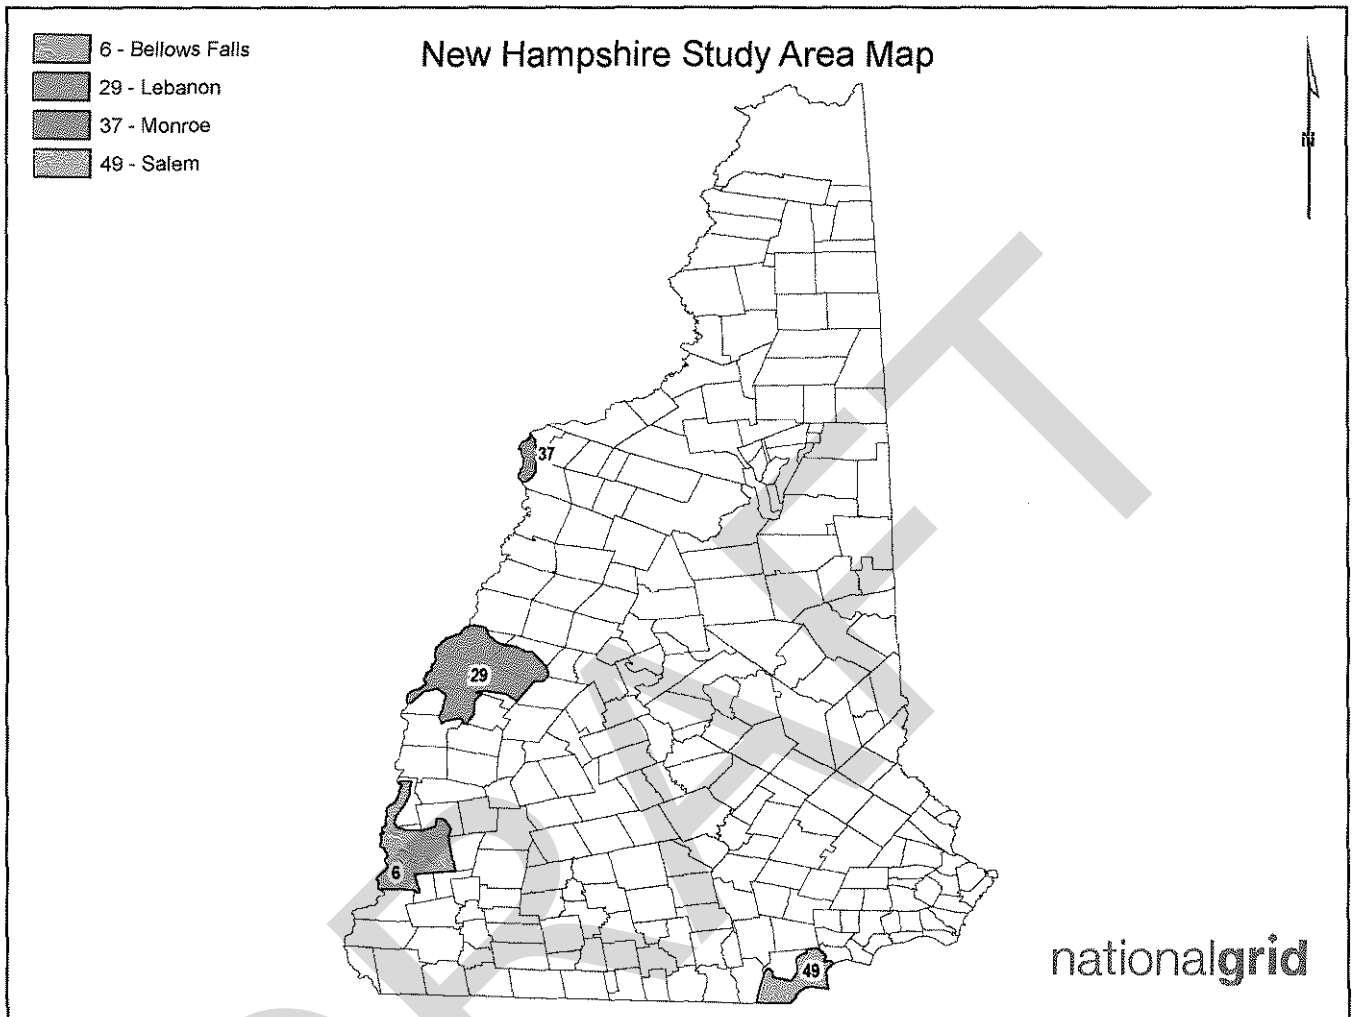 New Hampshire Study Area Map
6 - Bellows Falls
29 - Lebanon
37 - Monroe
49 - Salem
N
37
29
6
49
nationalgrid
DRAFT